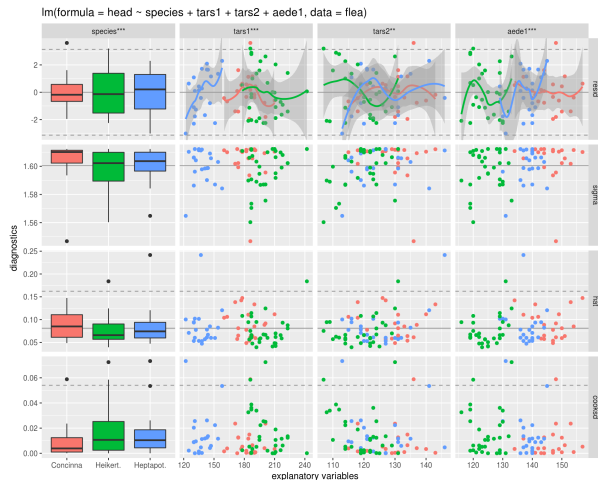 lm(formula = head ~ species + tars1 + tars2 + aede1, data = flea)
species*** tars1*** tars2** aede1***
2
0
-2
resid
1.60
1.58
1.56
sigma
0.25
0.20
0.15
0.10
0.05
hat
0.06
0.04
0.02
0.00
cooksd
diagnostics
Concinna Heikert. Heptapot. 120 150 180 210 240 110 120 130 140 120 130 140 150
explanatory variables